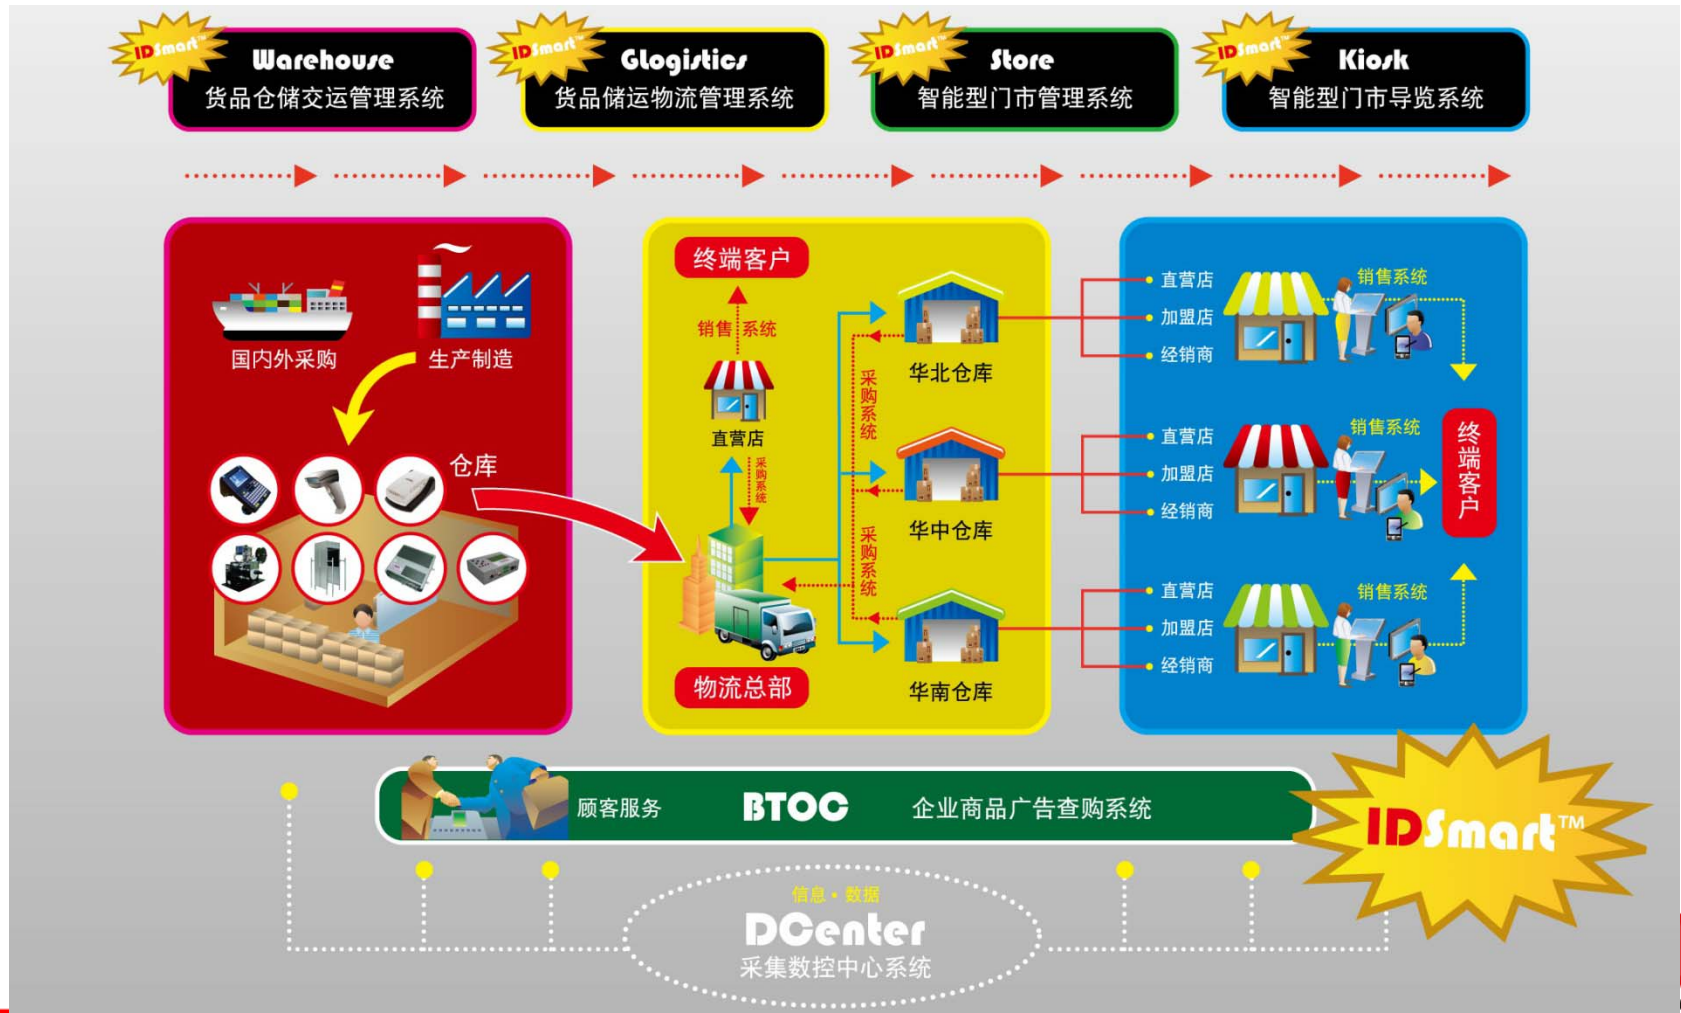 IDSmart™
Warehouse
货品仓储交运管理系统
IDSmart™
GLogistics
货品储运物流管理系统
IDSmart™
Store
智能型门市管理系统
IDSmart™
Kiosk
智能型门市导览系统
国内外采购
生产制造
仓库
终端客户
销售系统
直营店
采购系统
物流总部
采购系统
采购系统
华北仓库
华中仓库
华南仓库
直营店
加盟店
经销商
销售系统
直营店
加盟店
经销商
销售系统
终端客户
直营店
加盟店
经销商
销售系统
顾客服务
BTOC
企业商品广告查购系统
IDSmart™
信息·数据
DCenter
采集数控中心系统